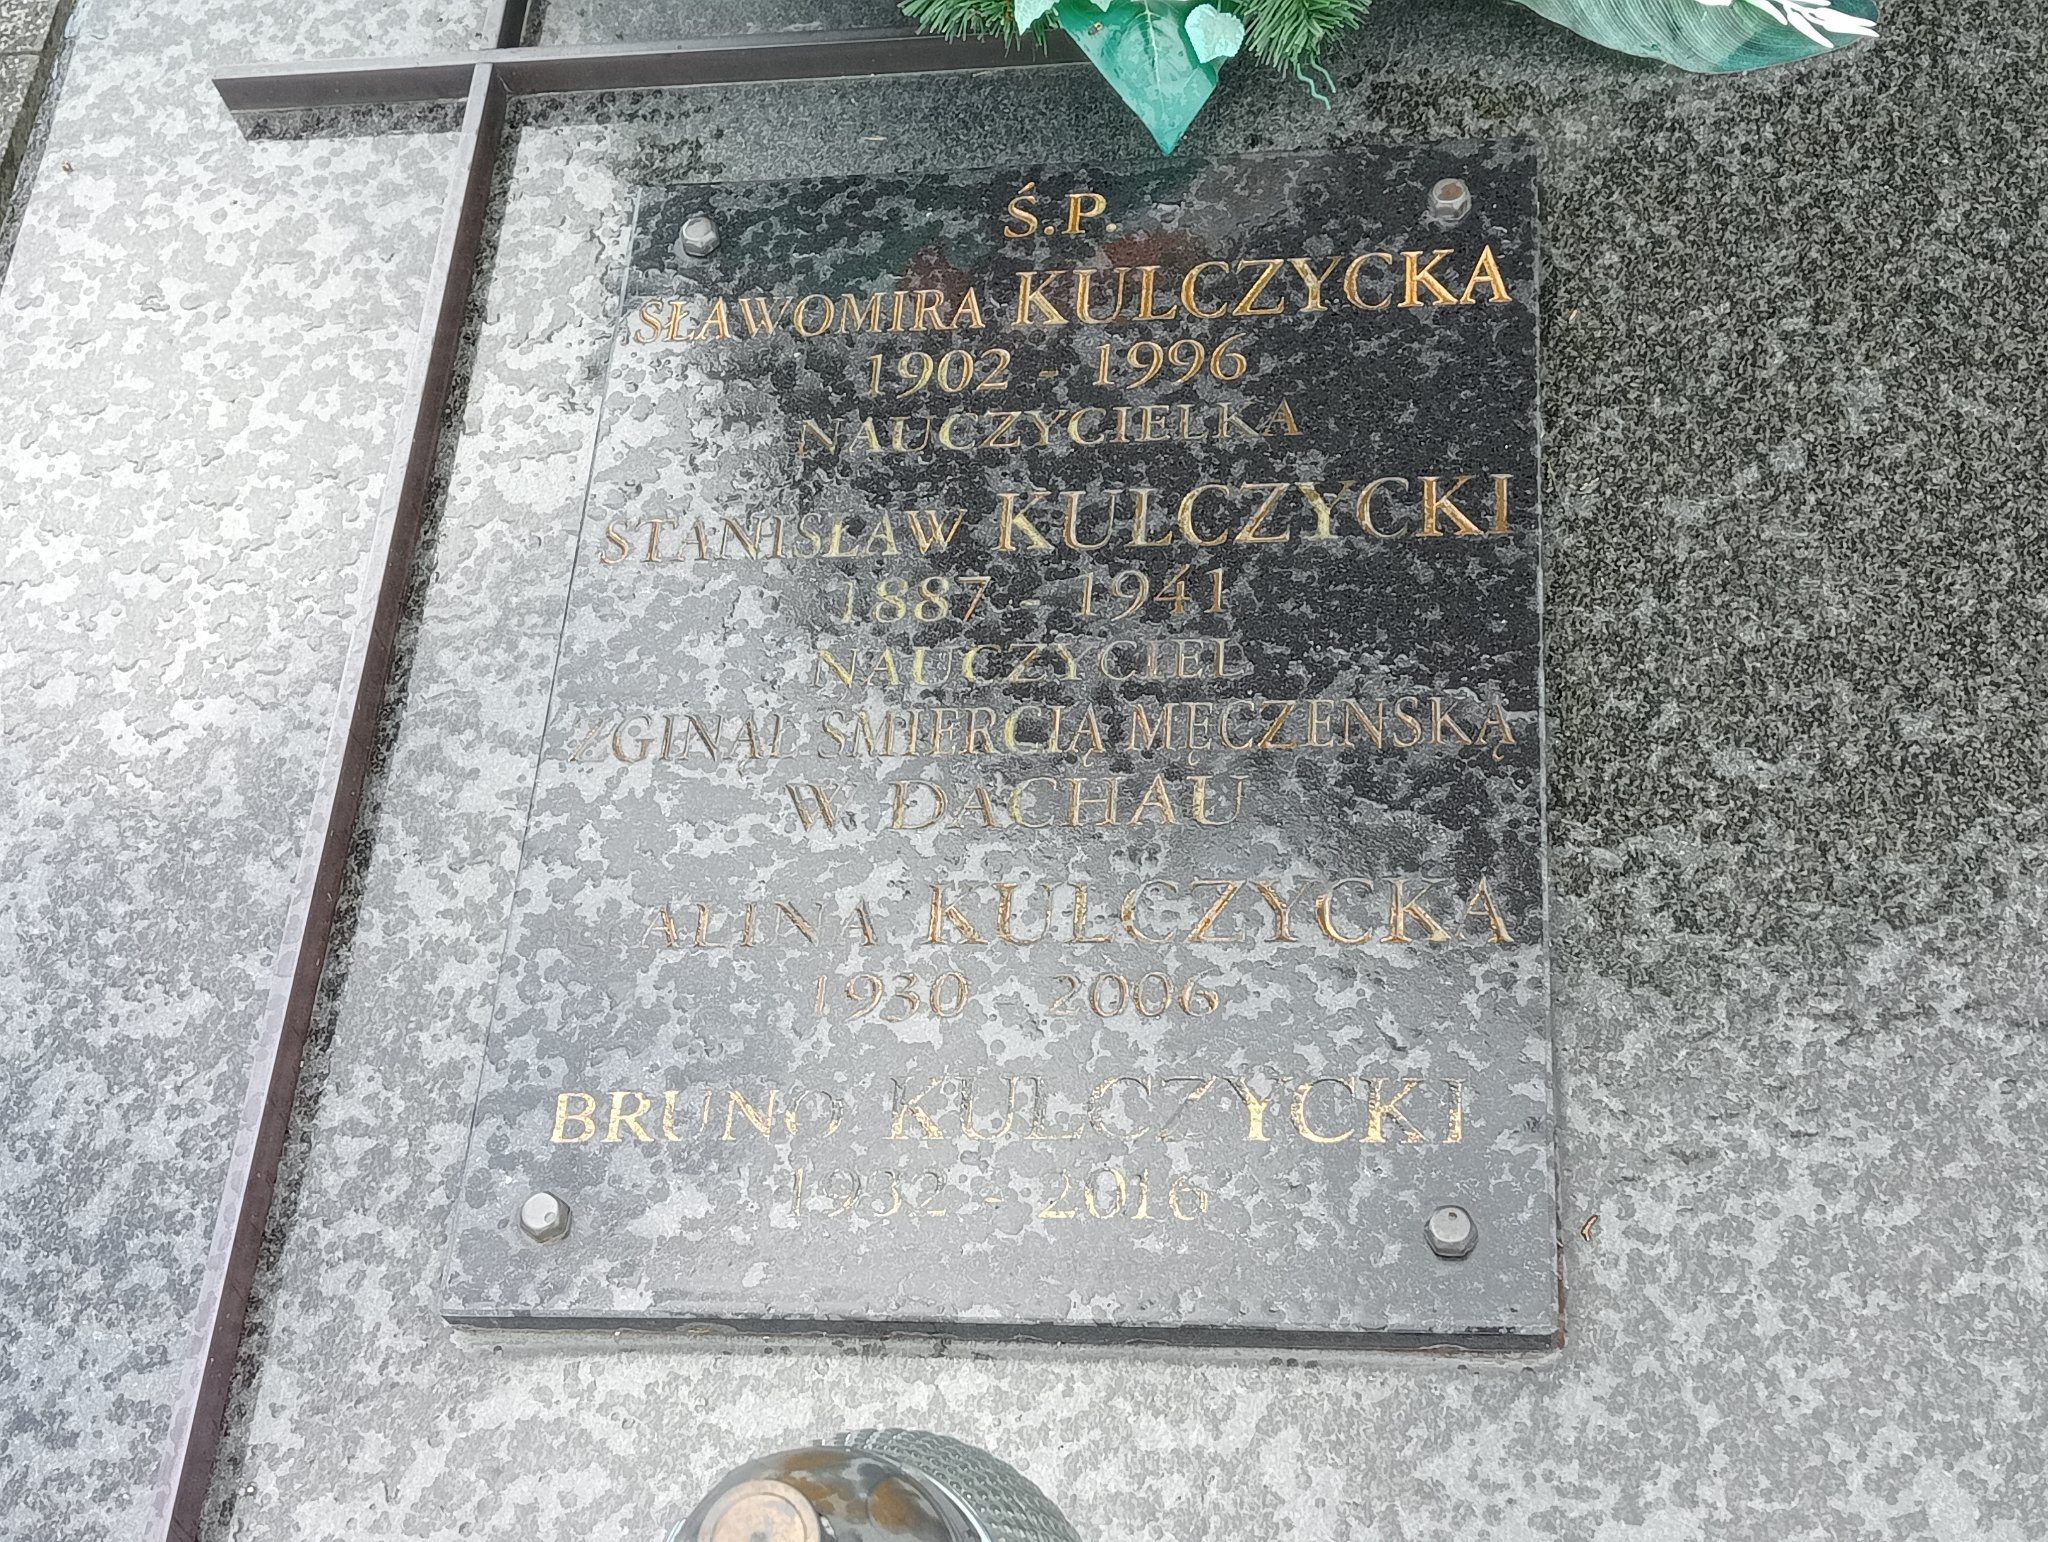 Ś.P.
SŁAWOMIRA KULCZYCKA
1902 - 1996
NAUCZYCIELKA
STANISŁAW KULCZYCKI
1887 - 1941
NAUCZYCIEL
ZGINĄŁ ŚMIERCIĄ MĘCZEŃSKĄ
W DACHAU
ALINA KULCZYCKA
1930 - 2006
BRUNO KULCZYCKI
1932 - 2016